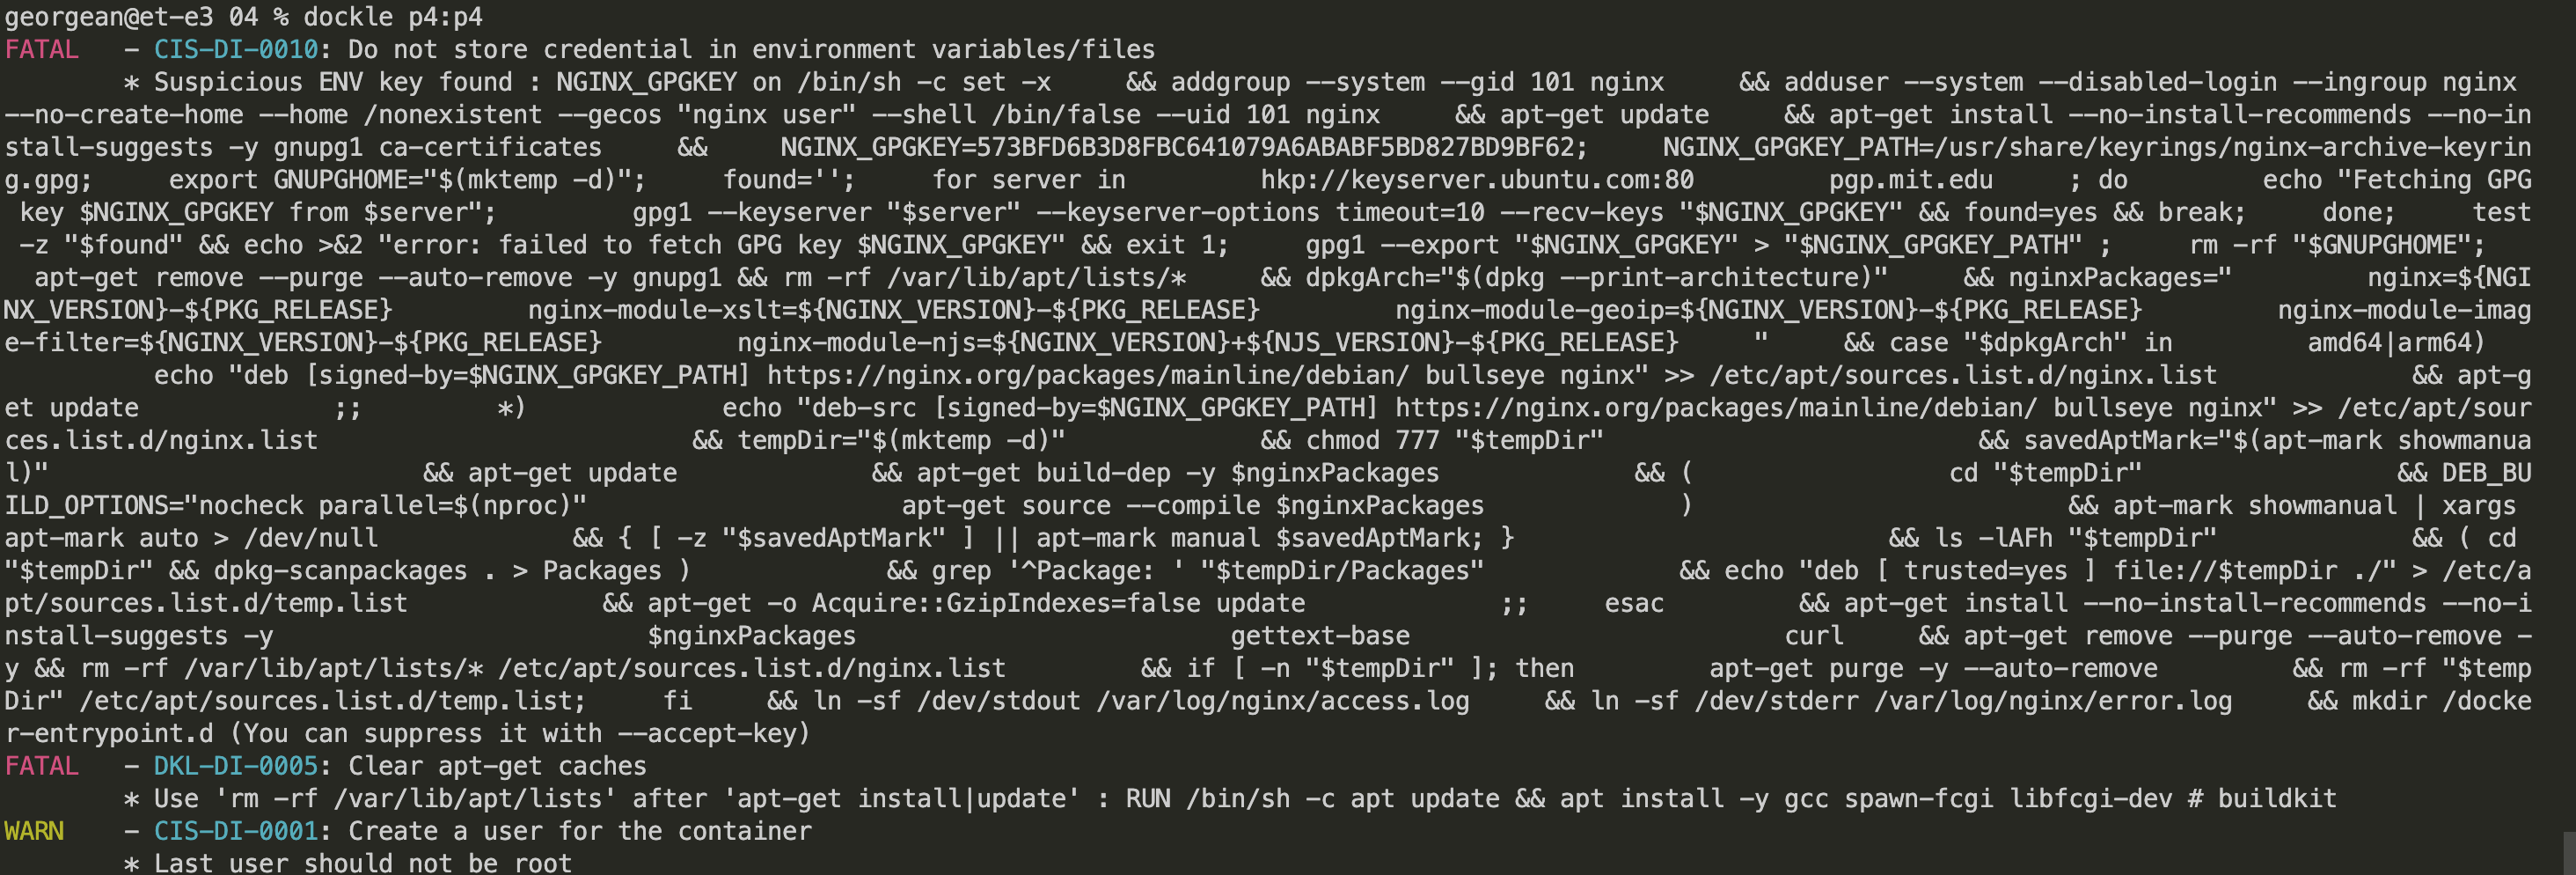 georgean@et-e3 04 % dockle p4:p4
FATAL   - CIS-DI-0010: Do not store credential in environment variables/files
        * Suspicious ENV key found : NGINX_GPGKEY on /bin/sh -c set -x     && addgroup --system --gid 101 nginx     && adduser --system --disabled-login --ingroup nginx
--no-create-home --home /nonexistent --gecos "nginx user" --shell /bin/false --uid 101 nginx     && apt-get update     && apt-get install --no-install-recommends --no-in
stall-suggests -y gnupg1 ca-certificates     &&     NGINX_GPGKEY=573BFD6B3D8FBC641079A6ABABF5BD827BD9BF62;     NGINX_GPGKEY_PATH=/usr/share/keyrings/nginx-archive-keyrin
g.gpg;     export GNUPGHOME="$(mktemp -d)";     found='';     for server in         hkp://keyserver.ubuntu.com:80         pgp.mit.edu     ; do         echo "Fetching GPG
 key $NGINX_GPGKEY from $server";         gpg1 --keyserver "$server" --keyserver-options timeout=10 --recv-keys "$NGINX_GPGKEY" && found=yes && break;     done;     test
 -z "$found" && echo >&2 "error: failed to fetch GPG key $NGINX_GPGKEY" && exit 1;     gpg1 --export "$NGINX_GPGKEY" > "$NGINX_GPGKEY_PATH" ;     rm -rf "$GNUPGHOME";
  apt-get remove --purge --auto-remove -y gnupg1 && rm -rf /var/lib/apt/lists/*     && dpkgArch="$(dpkg --print-architecture)"     && nginxPackages="         nginx=${NGI
NX_VERSION}-${PKG_RELEASE}         nginx-module-xslt=${NGINX_VERSION}-${PKG_RELEASE}         nginx-module-geoip=${NGINX_VERSION}-${PKG_RELEASE}         nginx-module-imag
e-filter=${NGINX_VERSION}-${PKG_RELEASE}         nginx-module-njs=${NGINX_VERSION}+${NJS_VERSION}-${PKG_RELEASE}     "     && case "$dpkgArch" in         amd64|arm64)
          echo "deb [signed-by=$NGINX_GPGKEY_PATH] https://nginx.org/packages/mainline/debian/ bullseye nginx" >> /etc/apt/sources.list.d/nginx.list             && apt-g
et update             ;;         *)             echo "deb-src [signed-by=$NGINX_GPGKEY_PATH] https://nginx.org/packages/mainline/debian/ bullseye nginx" >> /etc/apt/sour
ces.list.d/nginx.list                         && tempDir="$(mktemp -d)"             && chmod 777 "$tempDir"                         && savedAptMark="$(apt-mark showmanua
l)"                         && apt-get update             && apt-get build-dep -y $nginxPackages             && (                 cd "$tempDir"                 && DEB_BU
ILD_OPTIONS="nocheck parallel=$(nproc)"                     apt-get source --compile $nginxPackages             )                         && apt-mark showmanual | xargs
apt-mark auto > /dev/null             && { [ -z "$savedAptMark" ] || apt-mark manual $savedAptMark; }                         && ls -lAFh "$tempDir"             && ( cd
"$tempDir" && dpkg-scanpackages . > Packages )             && grep '^Package: ' "$tempDir/Packages"             && echo "deb [ trusted=yes ] file://$tempDir ./" > /etc/a
pt/sources.list.d/temp.list             && apt-get -o Acquire::GzipIndexes=false update             ;;     esac         && apt-get install --no-install-recommends --no-i
nstall-suggests -y                         $nginxPackages                         gettext-base                         curl     && apt-get remove --purge --auto-remove -
y && rm -rf /var/lib/apt/lists/* /etc/apt/sources.list.d/nginx.list         && if [ -n "$tempDir" ]; then         apt-get purge -y --auto-remove         && rm -rf "$temp
Dir" /etc/apt/sources.list.d/temp.list;     fi     && ln -sf /dev/stdout /var/log/nginx/access.log     && ln -sf /dev/stderr /var/log/nginx/error.log     && mkdir /docke
r-entrypoint.d (You can suppress it with --accept-key)
FATAL   - DKL-DI-0005: Clear apt-get caches
        * Use 'rm -rf /var/lib/apt/lists' after 'apt-get install|update' : RUN /bin/sh -c apt update && apt install -y gcc spawn-fcgi libfcgi-dev # buildkit
WARN    - CIS-DI-0001: Create a user for the container
        * Last user should not be root